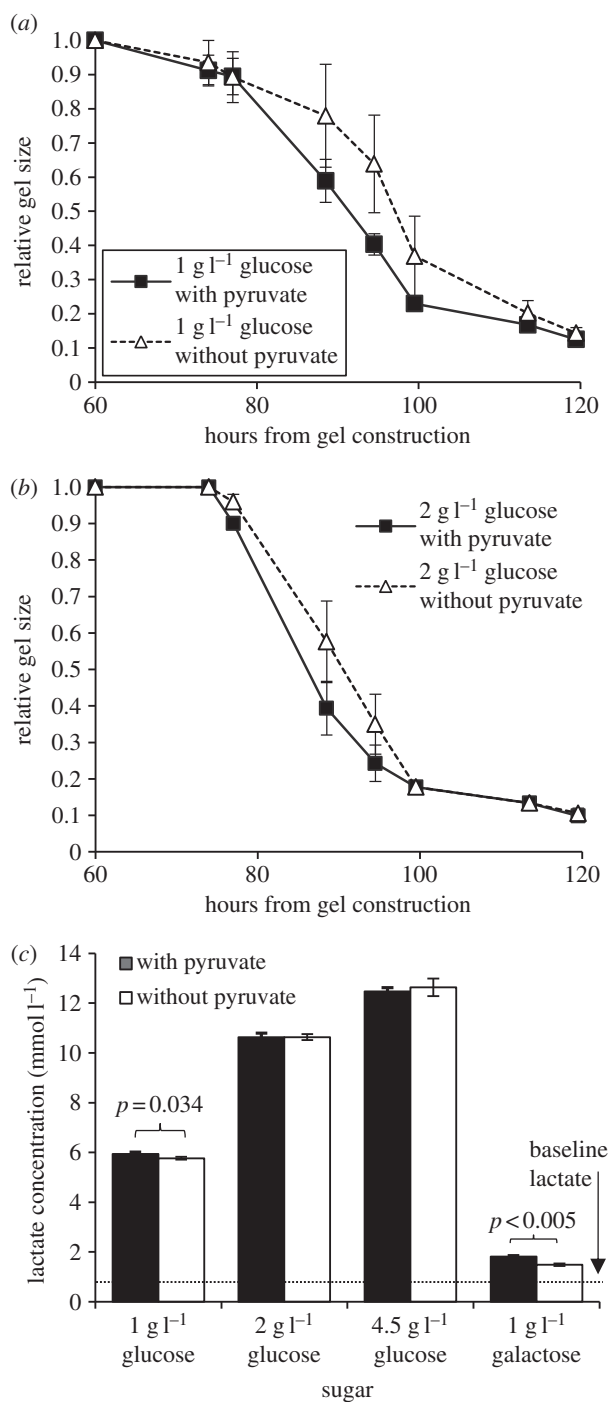 (a)
1.0
0.9
0.8
0.7
0.6
0.5
0.4
0.3
0.2
0.1
0
relative gel size
1 g l⁻¹ glucose
with pyruvate
1 g l⁻¹ glucose
without pyruvate
60 80 100 120
hours from gel construction
(b)
1.0
0.9
0.8
0.7
0.6
0.5
0.4
0.3
0.2
0.1
0
relative gel size
2 g l⁻¹ glucose
with pyruvate
2 g l⁻¹ glucose
without pyruvate
60 80 100 120
hours from gel construction
(c)
14
12
10
8
6
4
2
0
lactate concentration (mmol l⁻¹)
with pyruvate
without pyruvate
p = 0.034
baseline
lactate
p < 0.005
1 g l⁻¹ 2 g l⁻¹ 4.5 g l⁻¹ 1 g l⁻¹
glucose glucose glucose galactose
sugar